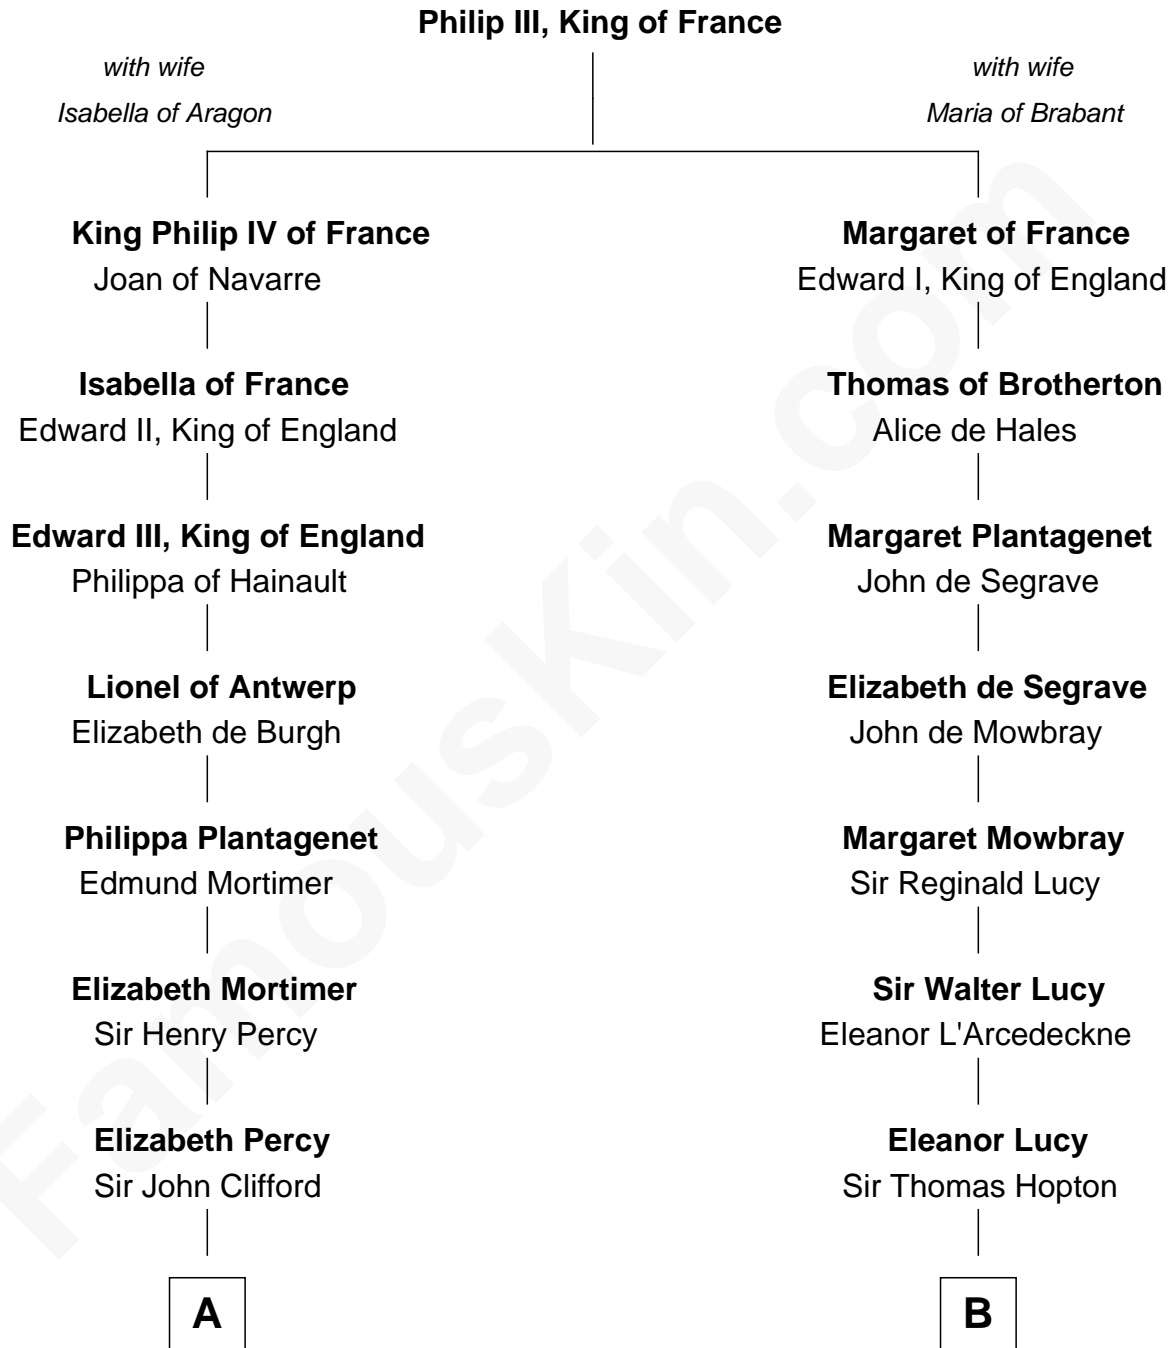 Philip III, King of France
with wife
Isabella of Aragon
with wife
Maria of Brabant
King Philip IV of France
Joan of Navarre
Margaret of France
Edward I, King of England
Isabella of France
Edward II, King of England
Thomas of Brotherton
Alice de Hales
Edward III, King of England
Philippa of Hainault
Margaret Plantagenet
John de Segrave
Lionel of Antwerp
Elizabeth de Burgh
Elizabeth de Segrave
John de Mowbray
Philippa Plantagenet
Edmund Mortimer
Margaret Mowbray
Sir Reginald Lucy
Elizabeth Mortimer
Sir Henry Percy
Sir Walter Lucy
Eleanor L'Arcedeckne
Elizabeth Percy
Sir John Clifford
Eleanor Lucy
Sir Thomas Hopton
A
B
FamousKin.com